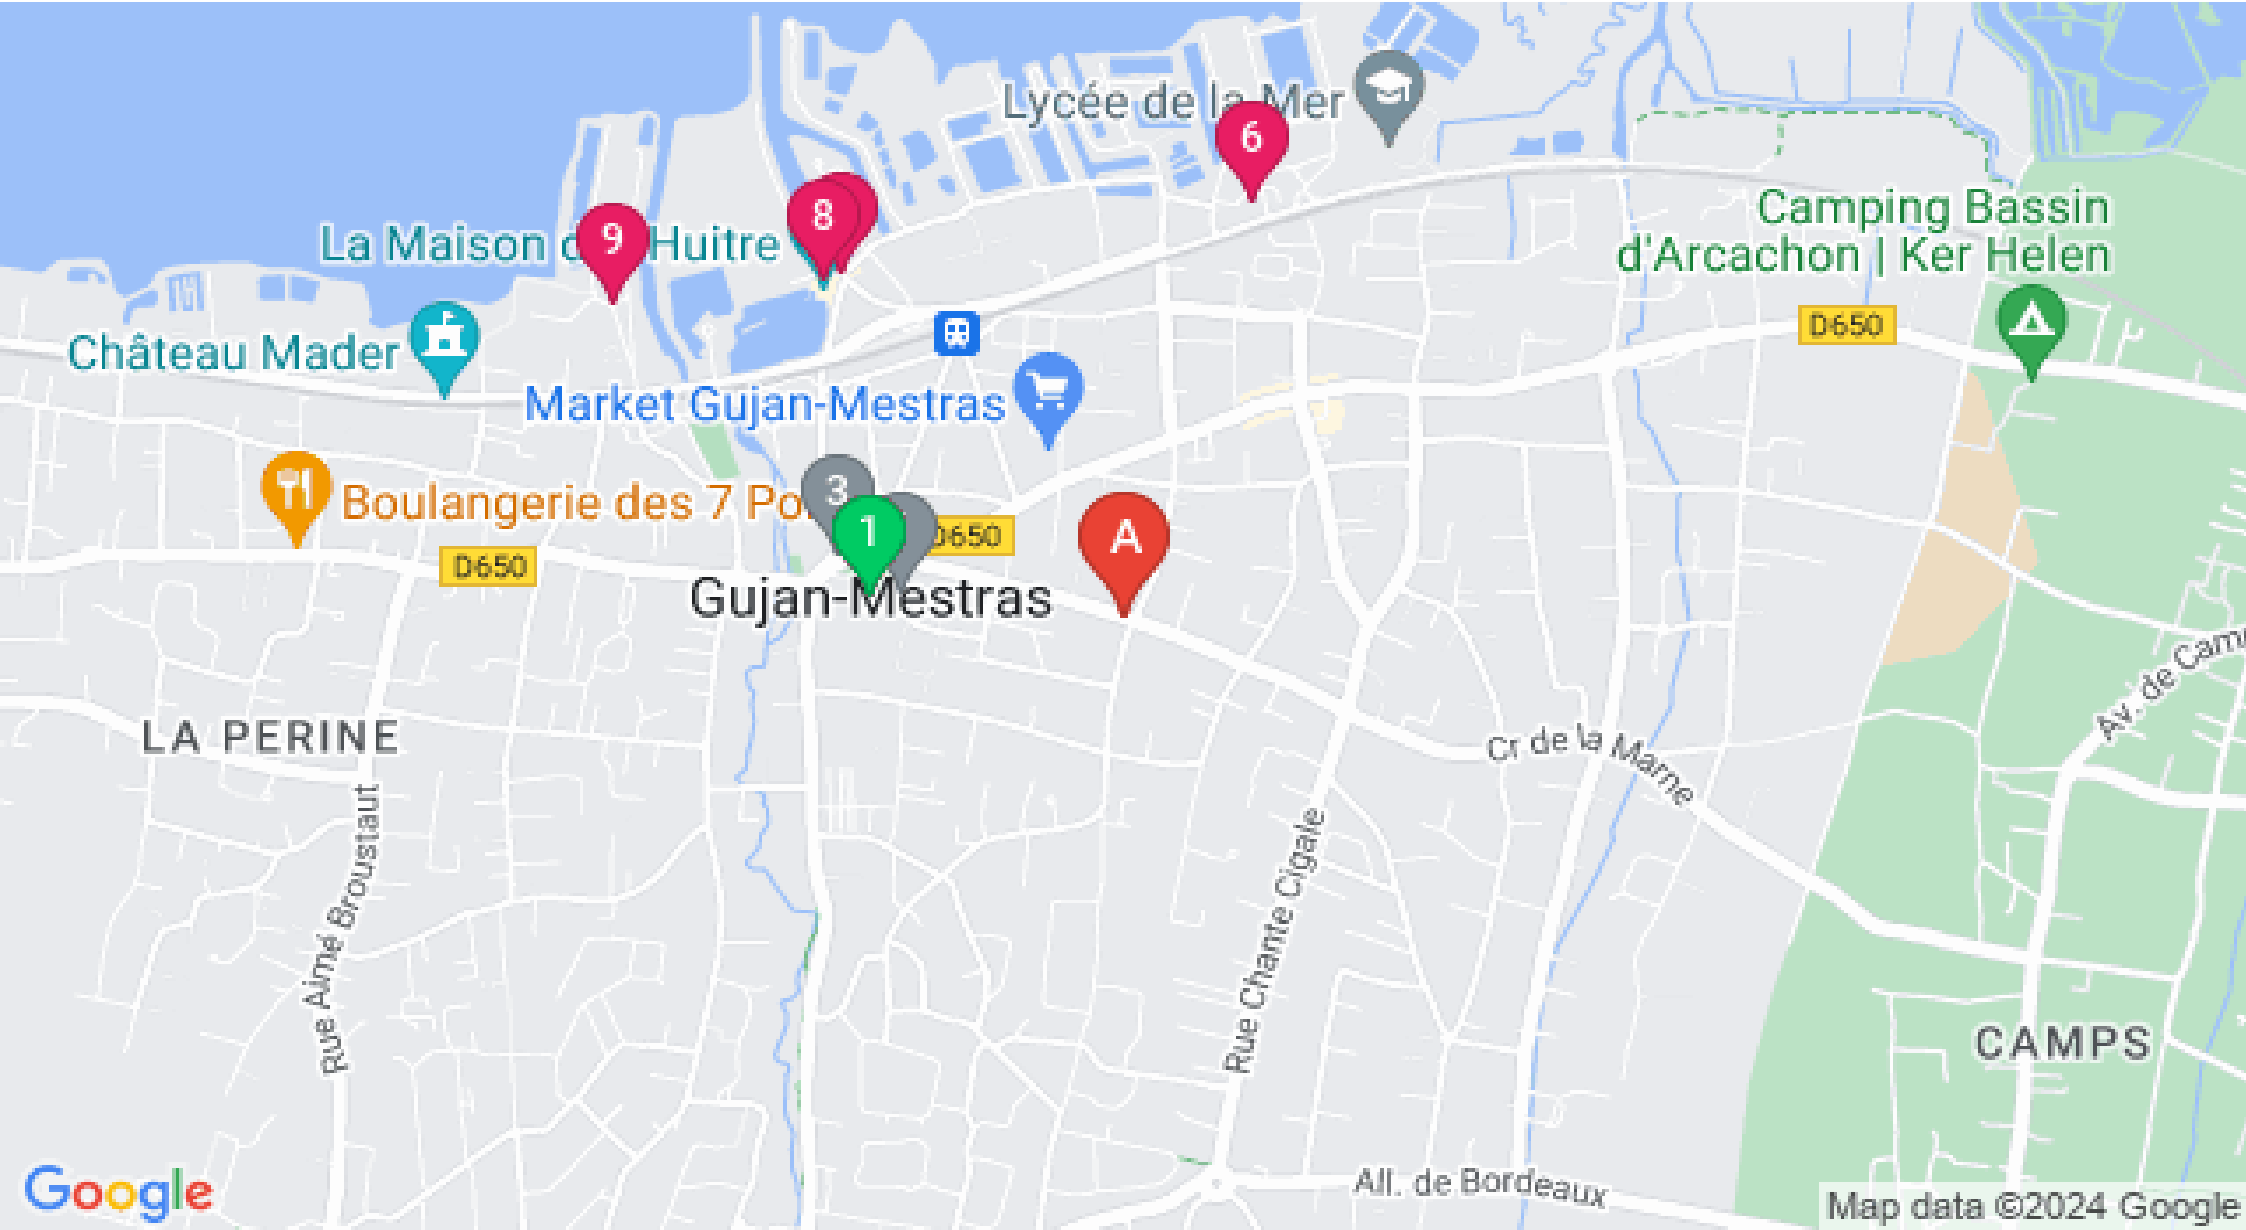 Lycée de la Mer
6
Camping Bassin
d'Arcachon | Ker Helen
8
La Maison
Huitre
9
D650
Château Mader
Market Gujan-Mestras
3
Boulangerie des 7 Po
1
D650
A
D650
Gujan-Mestras
Av. de Cam
LA PERINE
Cr de la Marne
Rue Aimé Broustaut
Rue Chante Cigale
CAMPS
All. de Bordeaux
Google
Map data ©2024 Google